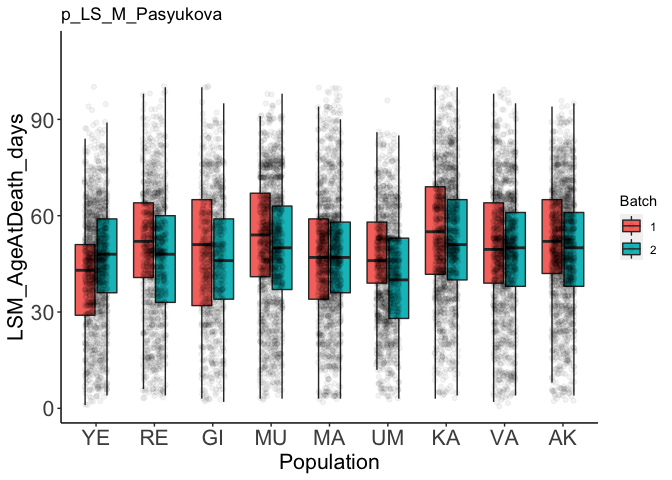 p_LS_M_Pasyukova
LSM_AgeAtDeath_days
90
60
30
0
YE RE GI MU MA UM KA VA AK
Population
Batch
1
2